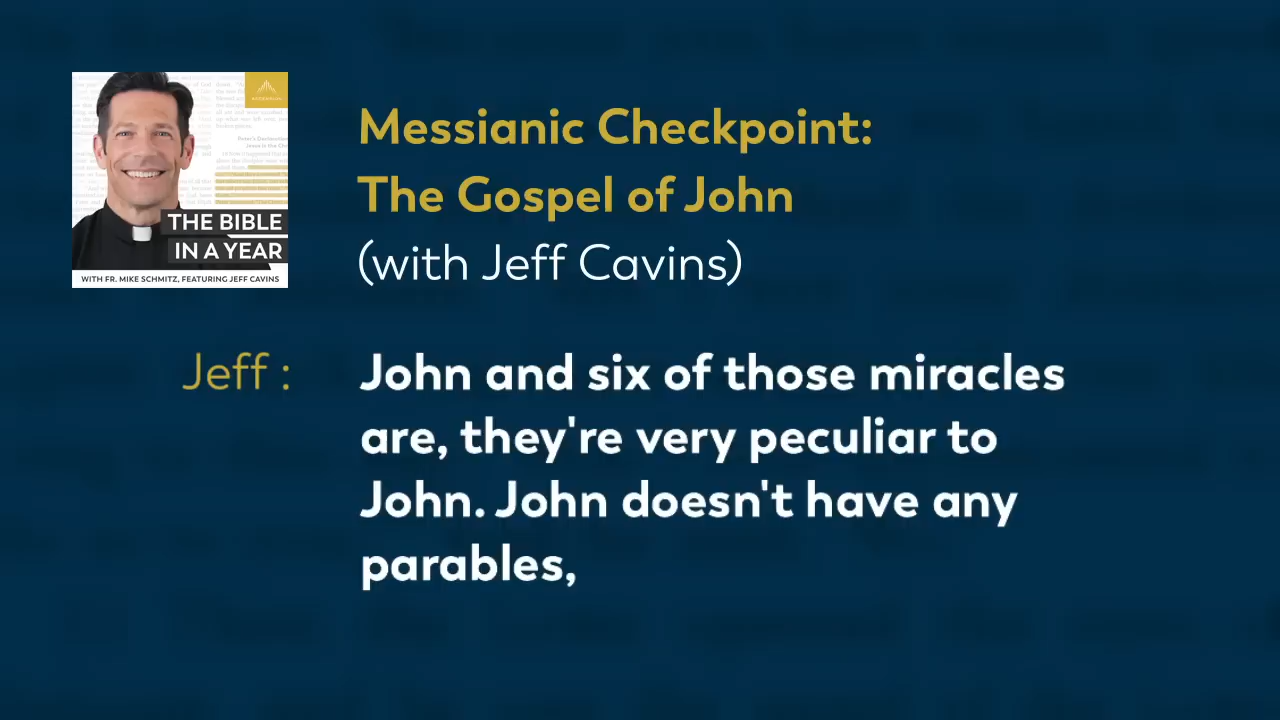 Messianic Checkpoint:
The Gospel of John
(with Jeff Cavins)
THE BIBLE
IN A YEAR
WITH FR. MIKE SCHMITZ, FEATURING JEFF CAVINS
Jeff :
John and six of those miracles
are, they're very peculiar to
John. John doesn't have any
parables,